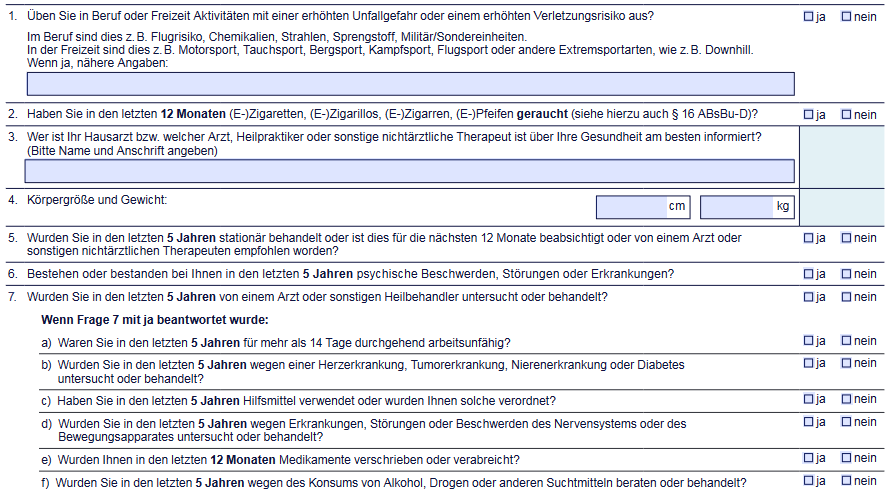 1. Üben Sie in Beruf oder Freizeit Aktivitäten mit einer erhöhten Unfallgefahr oder einem erhöhten Verletzungsrisiko aus? ja nein
Im Beruf sind dies z. B. Flugrisiko, Chemikalien, Strahlen, Sprengstoff, Militär/Sondereinheiten.
In der Freizeit sind dies z. B. Motorsport, Tauchsport, Bergsport, Kampfsport, Flugsport oder andere Extremsportarten, wie z. B. Downhill.
Wenn ja, nähere Angaben:
2. Haben Sie in den letzten 12 Monaten (E-)Zigaretten, (E-)Zigarillos, (E-)Zigarren, (E-)Pfeifen geraucht (siehe hierzu auch § 16 ABsBu-D)? ja nein
3. Wer ist Ihr Hausarzt bzw. welcher Arzt, Heilpraktiker oder sonstige nichtärztliche Therapeut ist über Ihre Gesundheit am besten informiert?
(Bitte Name und Anschrift angeben)
4. Körpergröße und Gewicht: cm kg
5. Wurden Sie in den letzten 5 Jahren stationär behandelt oder ist dies für die nächsten 12 Monate beabsichtigt oder von einem Arzt oder ja nein
sonstigen nichtärztlichen Therapeuten empfohlen worden?
6. Bestehen oder bestanden bei Ihnen in den letzten 5 Jahren psychische Beschwerden, Störungen oder Erkrankungen? ja nein
7. Wurden Sie in den letzten 5 Jahren von einem Arzt oder sonstigen Heilbehandler untersucht oder behandelt? ja nein
Wenn Frage 7 mit ja beantwortet wurde:
a) Waren Sie in den letzten 5 Jahren für mehr als 14 Tage durchgehend arbeitsunfähig? ja nein
b) Wurden Sie in den letzten 5 Jahren wegen einer Herzerkrankung, Tumorerkrankung, Nierenerkrankung oder Diabetes ja nein
untersucht oder behandelt?
c) Haben Sie in den letzten 5 Jahren Hilfsmittel verwendet oder wurden Ihnen solche verordnet? ja nein
d) Wurden Sie in den letzten 5 Jahren wegen Erkrankungen, Störungen oder Beschwerden des Nervensystems oder des ja nein
Bewegungsapparates untersucht oder behandelt?
e) Wurden Ihnen in den letzten 12 Monaten Medikamente verschrieben oder verabreicht? ja nein
f) Wurden Sie in den letzten 5 Jahren wegen des Konsums von Alkohol, Drogen oder anderen Suchtmitteln beraten oder behandelt? ja nein